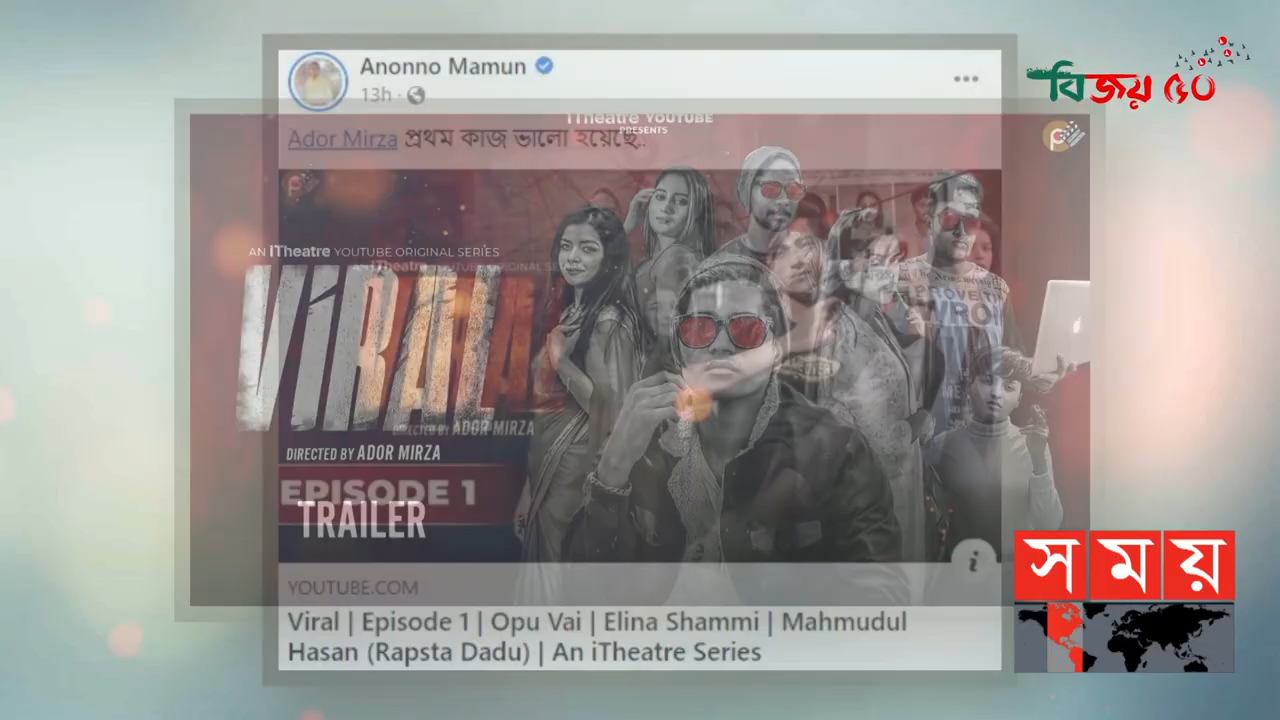 Anonno Mamun
13h
বিজয় ৫০
iTheatre YOUTUBE
PRESENTS
Ador Mirza প্রথম কাজ ভালো হয়েছে..
AN iTheatre YOUTUBE ORIGINAL SERIES
VIRAL
DIRECTED BY ADOR MIRZA
DIRECTED BY ADOR MIRZA
EPISODE 1
TRAILER
YOUTUBE.COM
Viral | Episode 1 | Opu Vai | Elina Shammi | Mahmudul
Hasan (Rapsta Dadu) | An iTheatre Series
সময়